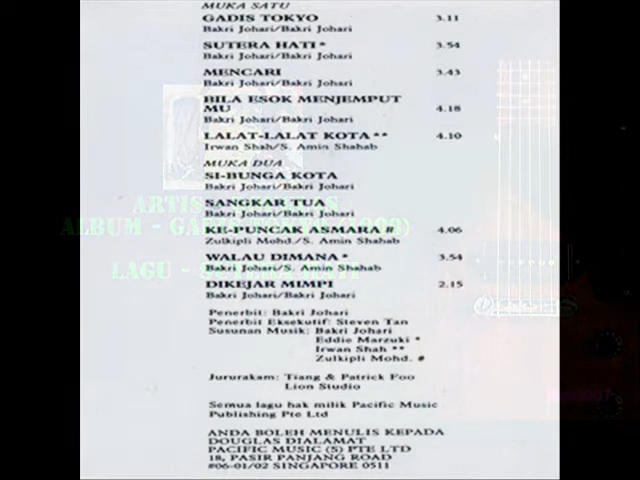 MUKA SATU
GADIS TOKYO 3.11
Bakri Johari/Bakri Johari
SUTERA HATI * 3.54
Bakri Johari/Bakri Johari
MENCARI 3.43
Bakri Johari/Bakri Johari
BILA ESOK MENJEMPUT
MU 4.18
Bakri Johari/Bakri Johari
LALAT-LALAT KOTA ** 4.10
Irwan Shah/S. Amin Shahab
MUKA DUA
SI-BUNGA KOTA
Bakri Johari/Bakri Johari
SANGKAR TUA
Bakri Johari/Bakri Johari
KE-PUNCAK ASMARA # 4.06
Zulkipli Mohd./S. Amin Shahab
WALAU DIMANA * 3.54
Bakri Johari/S. Amin Shahab
DIKEJAR MIMPI 2.15
Bakri Johari/Bakri Johari
Penerbit: Bakri Johari
Penerbit Eksekutif: Steven Tan
Susunan Musik: Bakri Johari
Eddie Marzuki *
Irwan Shah **
Zulkipli Mohd. #
Jururakam: Tiang & Patrick Foo
Lion Studio
Semua lagu hak milik Pacific Music
Publishing Pte Ltd
ANDA BOLEH MENULIS KEPADA
DOUGLAS DIALAMAT
PACIFIC MUSIC (S) PTE LTD
18, PASIR PANJANG ROAD
#06-01/02 SINGAPORE 0511
ALBUM -
LAGU -